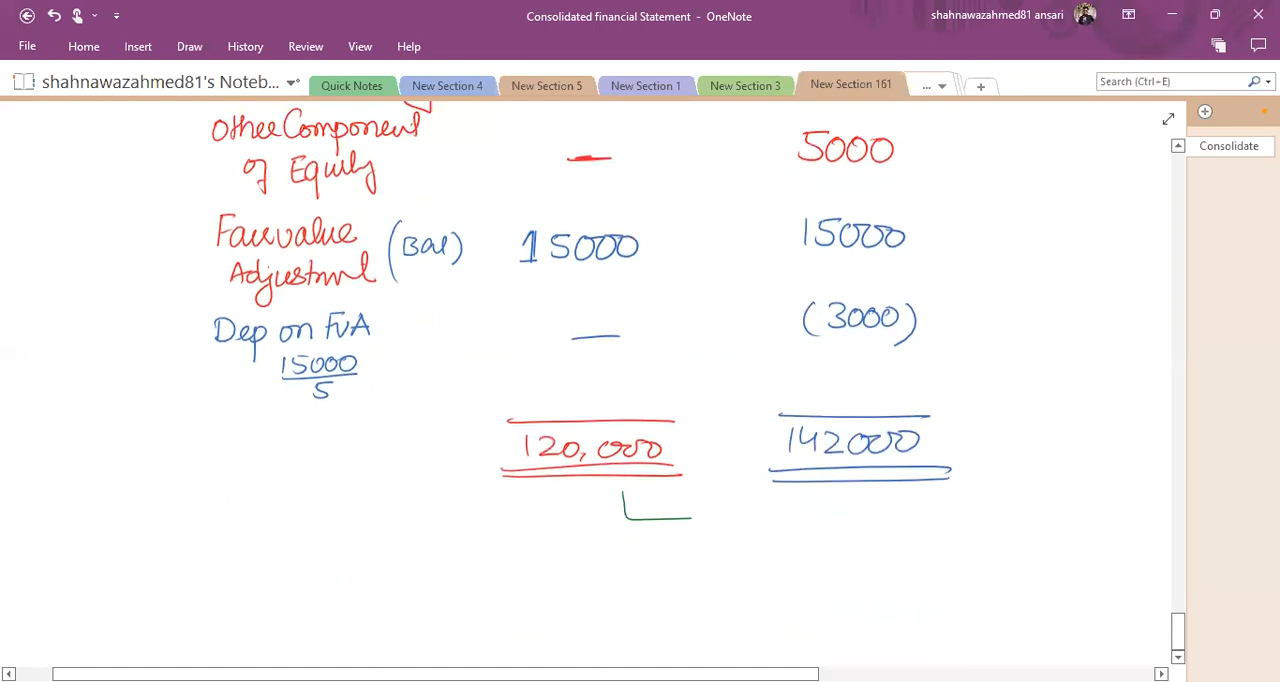 Consolidated financial Statement - OneNote
shahnawazahmed81 ansari
File Home Insert Draw History Review View Help
shahnawazahmed81's Noteb... Quick Notes New Section 4 New Section 5 New Section 1 New Section 3 New Section 161 ... + Search (Ctrl+E)
Consolidate
Other Component
of Equity — 5000
Fair value
Adjustment (Bal) 15000 15000
Dep on FVA — (3000)
15000
5
120,000 142000